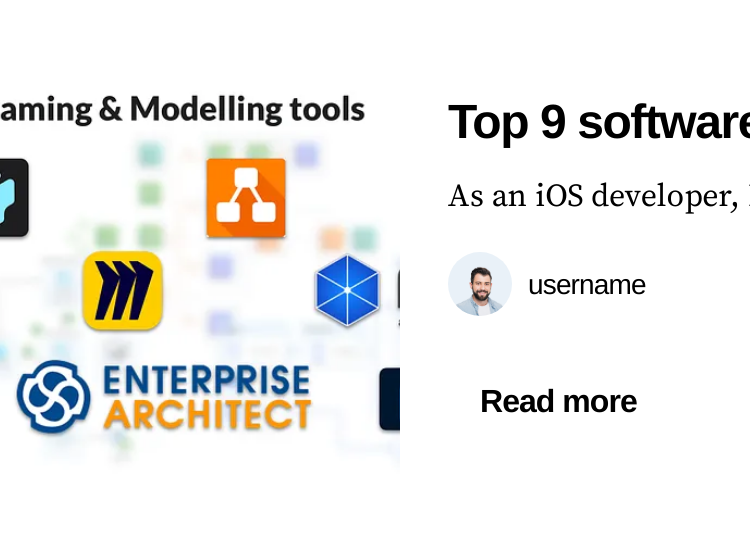 aming & Modelling tools
ENTERPRISE
ARCHITECT
Top 9 software
As an iOS developer,
username
Read more